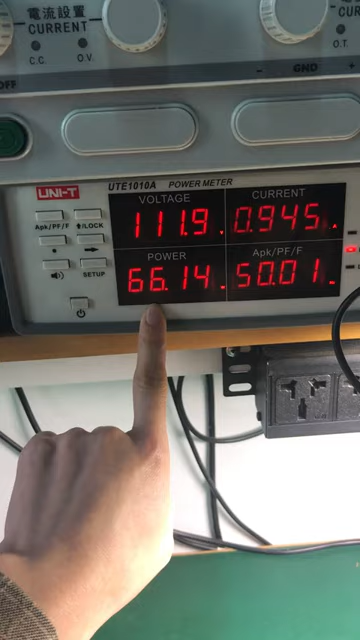 電流設置
CURRENT
C.C.
O.V.
O.T.
GND
OFF
UNI-T
UTE1010A POWER METER
VOLTAGE
CURRENT
111.9
0.945
POWER
Apk/PF/F
66.14
50.01
Apk/PF/F
/LOCK
SETUP